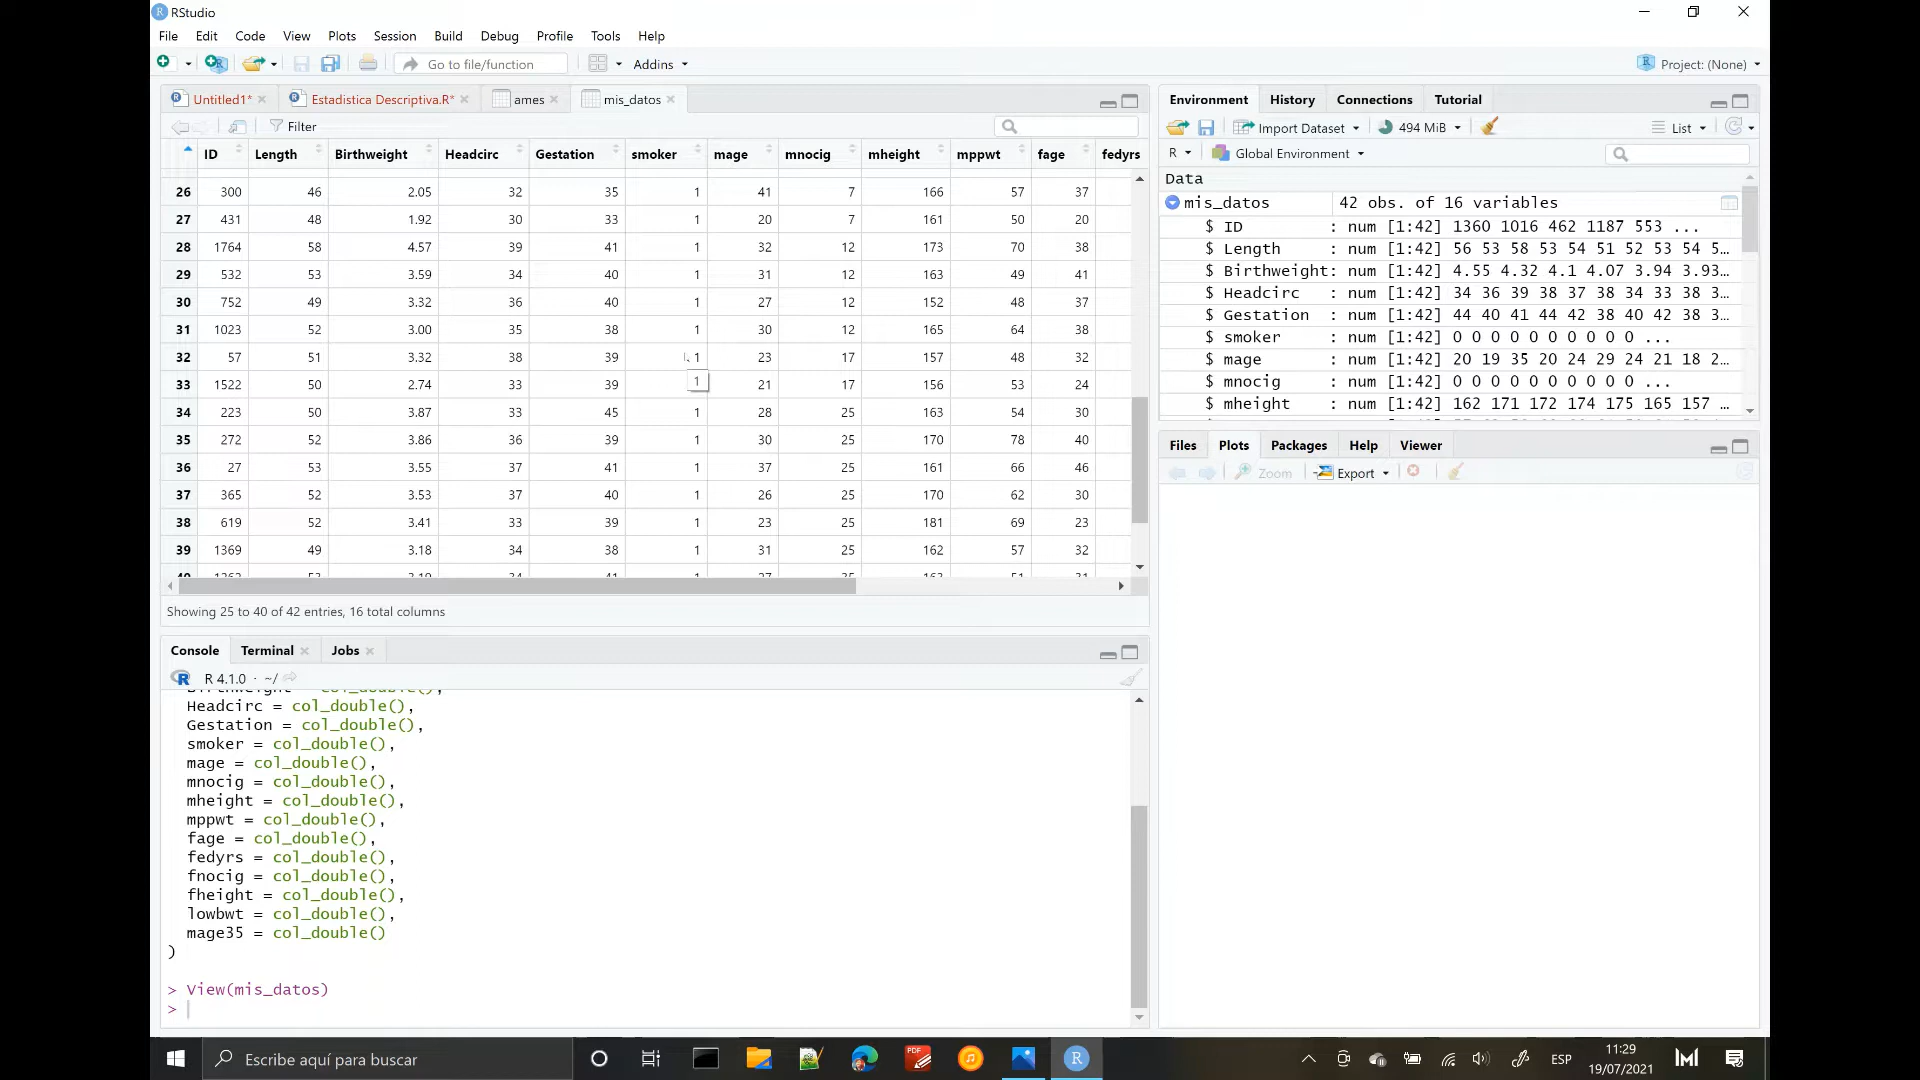 RStudio
File Edit Code View Plots Session Build Debug Profile Tools Help
Go to file/function Addins Project: (None)
Untitled1* Estadistica Descriptiva.R* ames mis_datos
Filter
ID Length Birthweight Headcirc Gestation smoker mage mnocig mheight mppwt fage fedyrs
26 300 46 2.05 32 35 1 41 7 166 57 37
27 431 48 1.92 30 33 1 20 7 161 50 20
28 1764 58 4.57 39 41 1 32 12 173 70 38
29 532 53 3.59 34 40 1 31 12 163 49 41
30 752 49 3.32 36 40 1 27 12 152 48 37
31 1023 52 3.00 35 38 1 30 12 165 64 38
32 57 51 3.32 38 39 1 23 17 157 48 32
1
33 1522 50 2.74 33 39 21 17 156 53 24
34 223 50 3.87 33 45 1 28 25 163 54 30
35 272 52 3.86 36 39 1 30 25 170 78 40
36 27 53 3.55 37 41 1 37 25 161 66 46
37 365 52 3.53 37 40 1 26 25 170 62 30
38 619 52 3.41 33 39 1 23 25 181 69 23
39 1369 49 3.18 34 38 1 31 25 162 57 32
Showing 25 to 40 of 42 entries, 16 total columns
Console Terminal Jobs
R 4.1.0 · ~/
Birthweight = col_double(),
Headcirc = col_double(),
Gestation = col_double(),
smoker = col_double(),
mage = col_double(),
mnocig = col_double(),
mheight = col_double(),
mppwt = col_double(),
fage = col_double(),
fedyrs = col_double(),
fnocig = col_double(),
fheight = col_double(),
lowbwt = col_double(),
mage35 = col_double()
)
> View(mis_datos)
>
Environment History Connections Tutorial
Import Dataset 494 MiB List
R Global Environment
Data
mis_datos 42 obs. of 16 variables
$ ID : num [1:42] 1360 1016 462 1187 553 ...
$ Length : num [1:42] 56 53 58 53 54 51 52 53 54 5…
$ Birthweight: num [1:42] 4.55 4.32 4.1 4.07 3.94 3.93…
$ Headcirc : num [1:42] 34 36 39 38 37 38 34 33 38 3…
$ Gestation : num [1:42] 44 40 41 44 42 38 40 42 38 3…
$ smoker : num [1:42] 0 0 0 0 0 0 0 0 0 0 ...
$ mage : num [1:42] 20 19 35 20 24 29 24 21 18 2…
$ mnocig : num [1:42] 0 0 0 0 0 0 0 0 0 0 ...
$ mheight : num [1:42] 162 171 172 174 175 165 157 …
Files Plots Packages Help Viewer
Zoom Export
Escribe aquí para buscar
ESP
11:29
19/07/2021